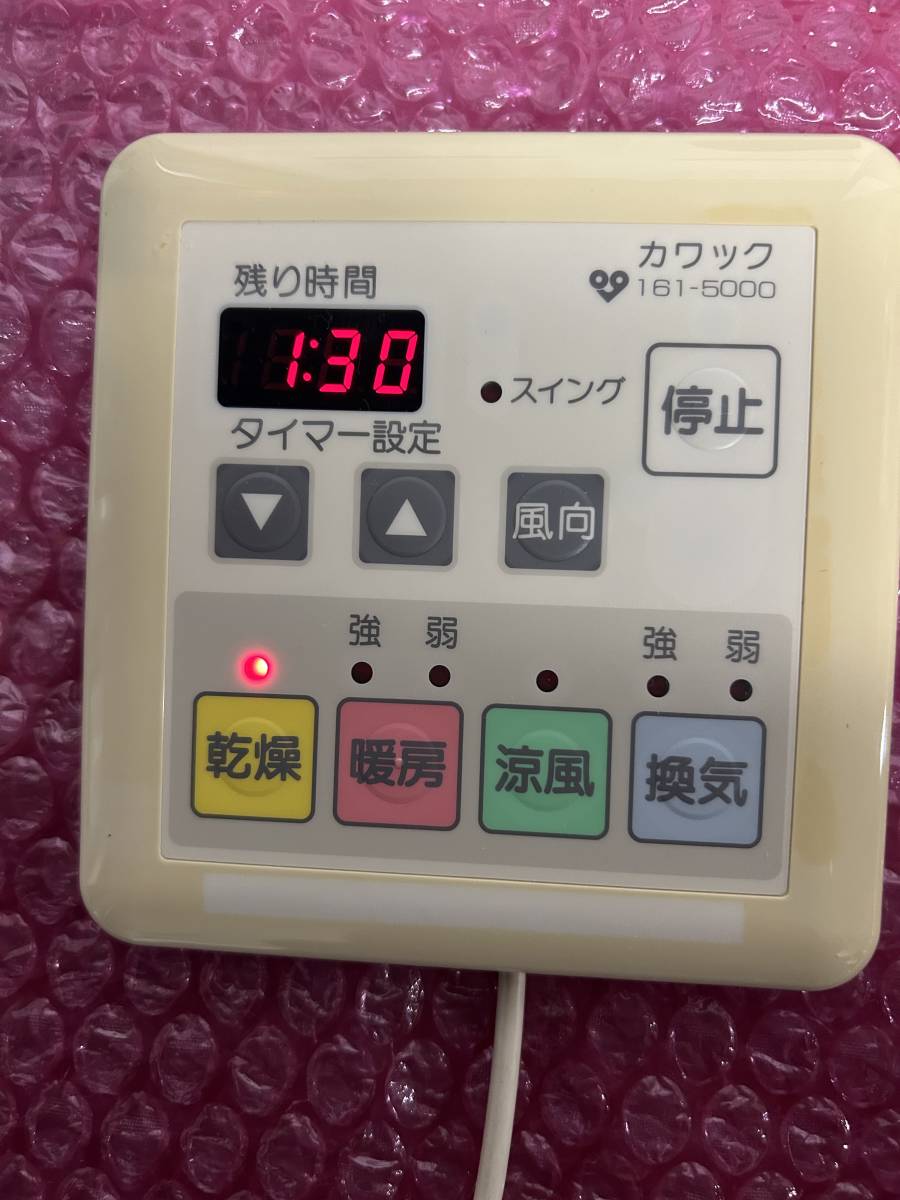 カワック
161-5000
残り時間
1:30
スイング
停止
タイマー設定
▼ ▲ 風向
強 弱 強 弱
乾燥 暖房 涼風 換気